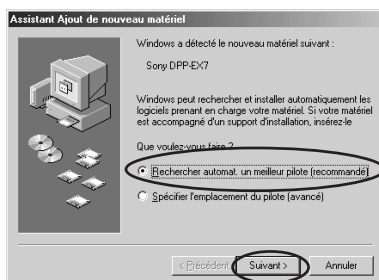 Assistant Ajout de nouveau matériel
Windows a détecté le nouveau matériel suivant :
Sony DPP-EX7
Windows peut rechercher et installer automatiquement les
logiciels prenant en charge votre matériel. Si votre matériel
est accompagné d'un support d'installation, insérez-le
Que voulez-vous faire ?
Rechercher automat. un meilleur pilote (recommandé)
Spécifier l'emplacement du pilote (avancé)
< Précédent Suivant > Annuler